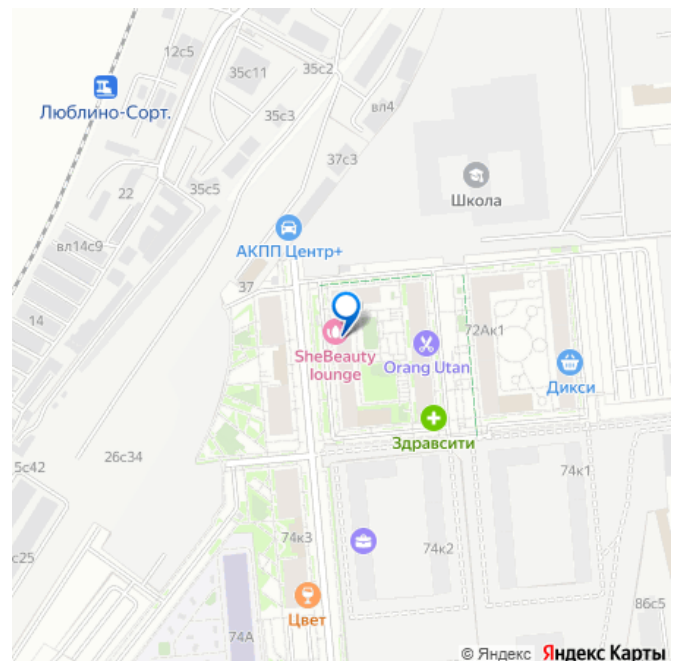 12с5
35с11
35с2
Люблино-Сорт.
35с3
вл4
37с3
Школа
22
35с5
АКПП Центр+
вл14с9
37
14
72Ак1
SheBeauty
lounge
Orang Utan
Дикси
Здравсити
26с34
5с42
74к1
74к3
74к2
с25
Цвет
86с5
74А
© Яндекс Яндекс Карты